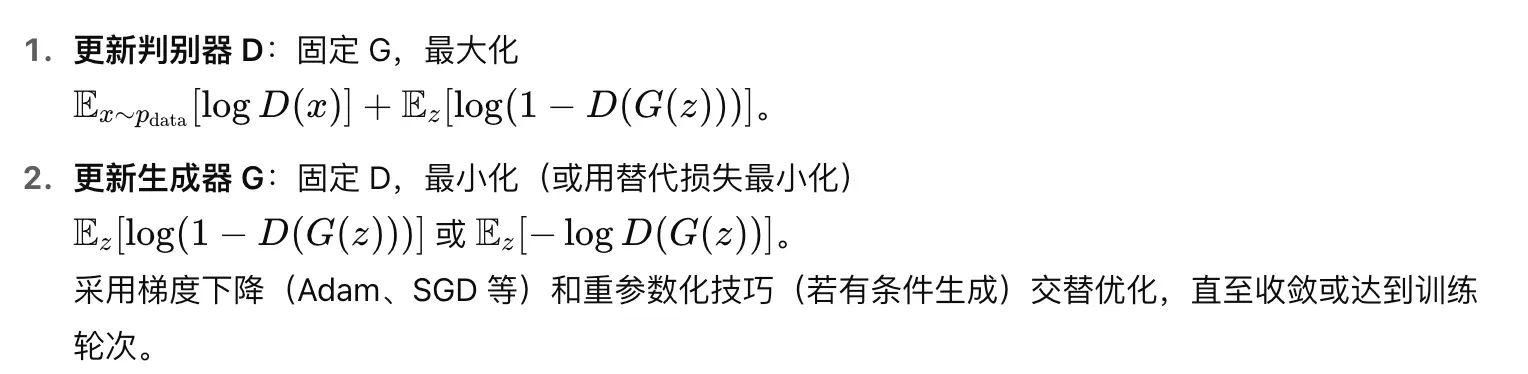 1. 更新判别器 D：固定 G，最大化
$\mathbb{E}_{x\sim p_{\text{data}}}[\log D(x)] + \mathbb{E}_z[\log(1 - D(G(z)))]$。
2. 更新生成器 G：固定 D，最小化（或用替代损失最小化）
$\mathbb{E}_z[\log(1 - D(G(z)))]$ 或 $\mathbb{E}_z[-\log D(G(z))]$。
采用梯度下降（Adam、SGD 等）和重参数化技巧（若有条件生成）交替优化，直至收敛或达到训练
轮次。